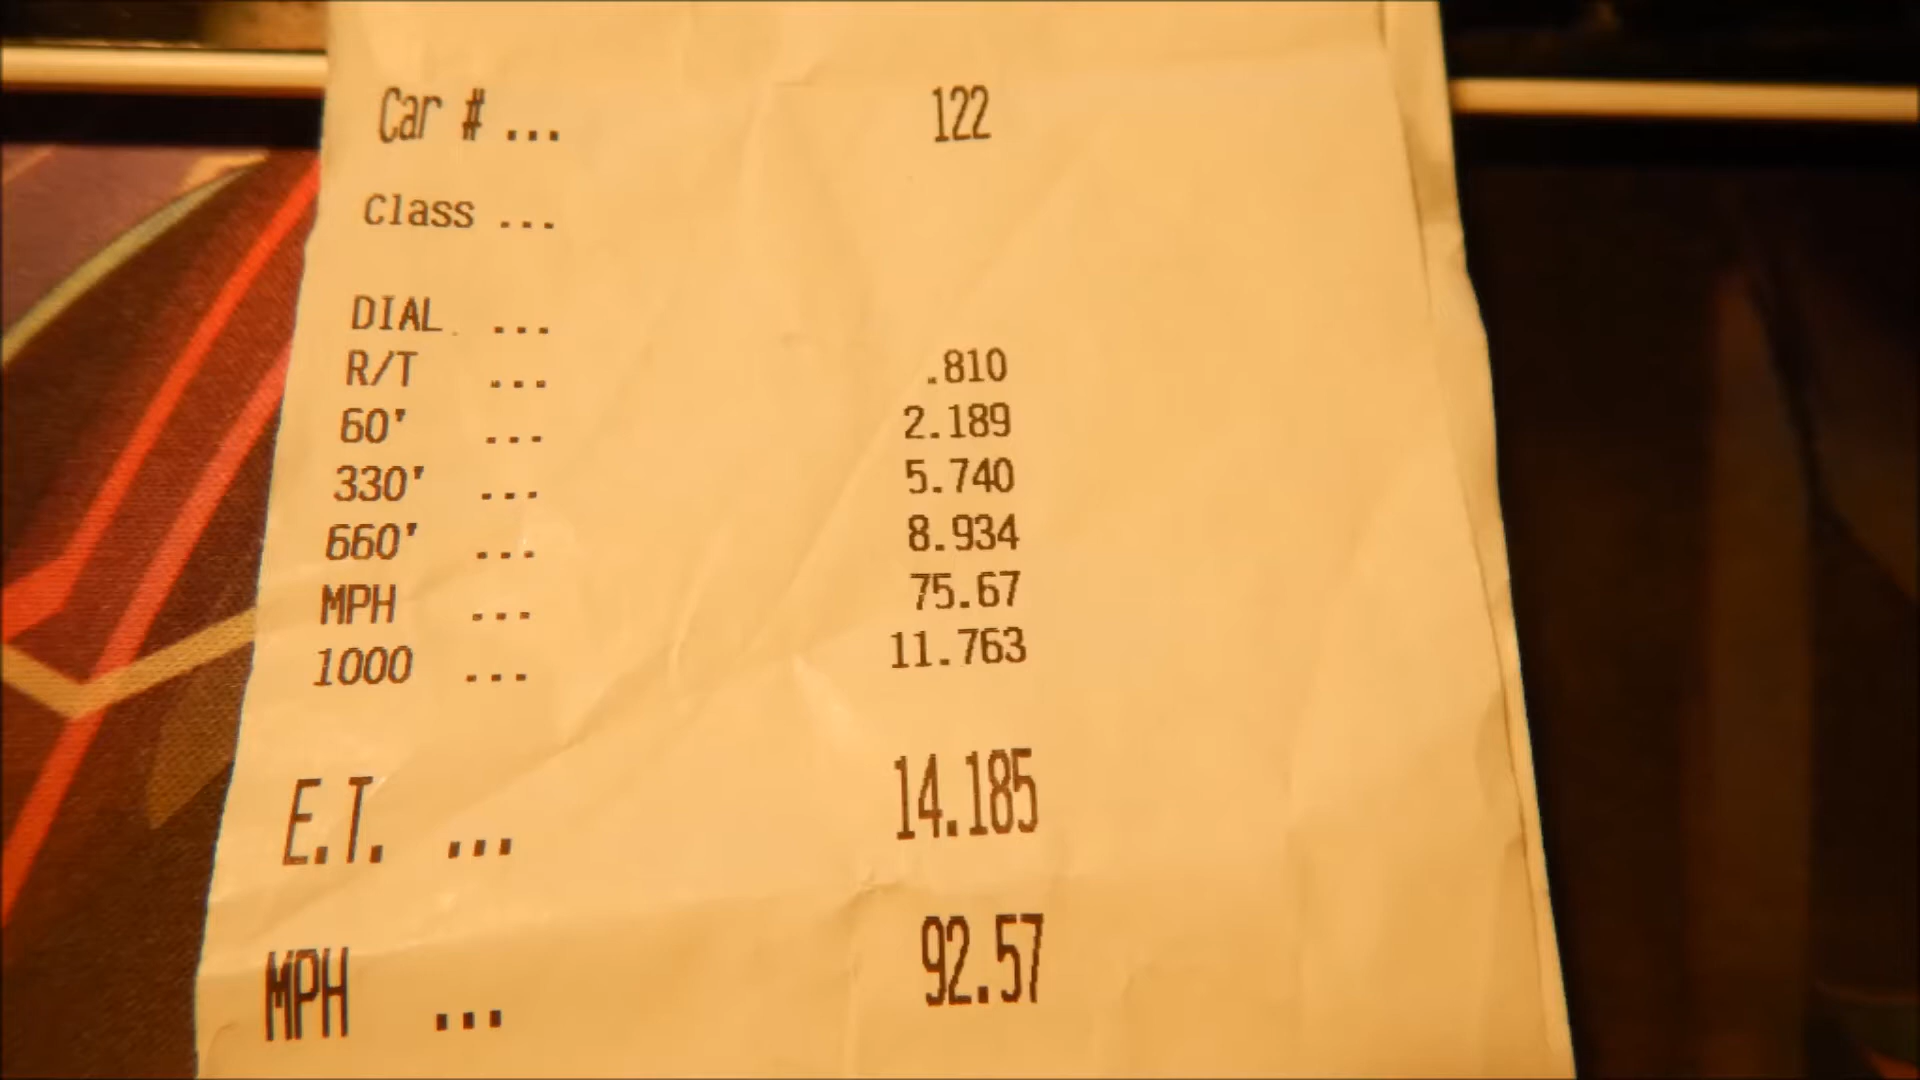 Car # ... 122
Class ...
DIAL ...
R/T ... .810
60' ... 2.189
330' ... 5.740
660' ... 8.934
MPH ... 75.67
1000 ... 11.763
E.T. ... 14.185
MPH ... 92.57